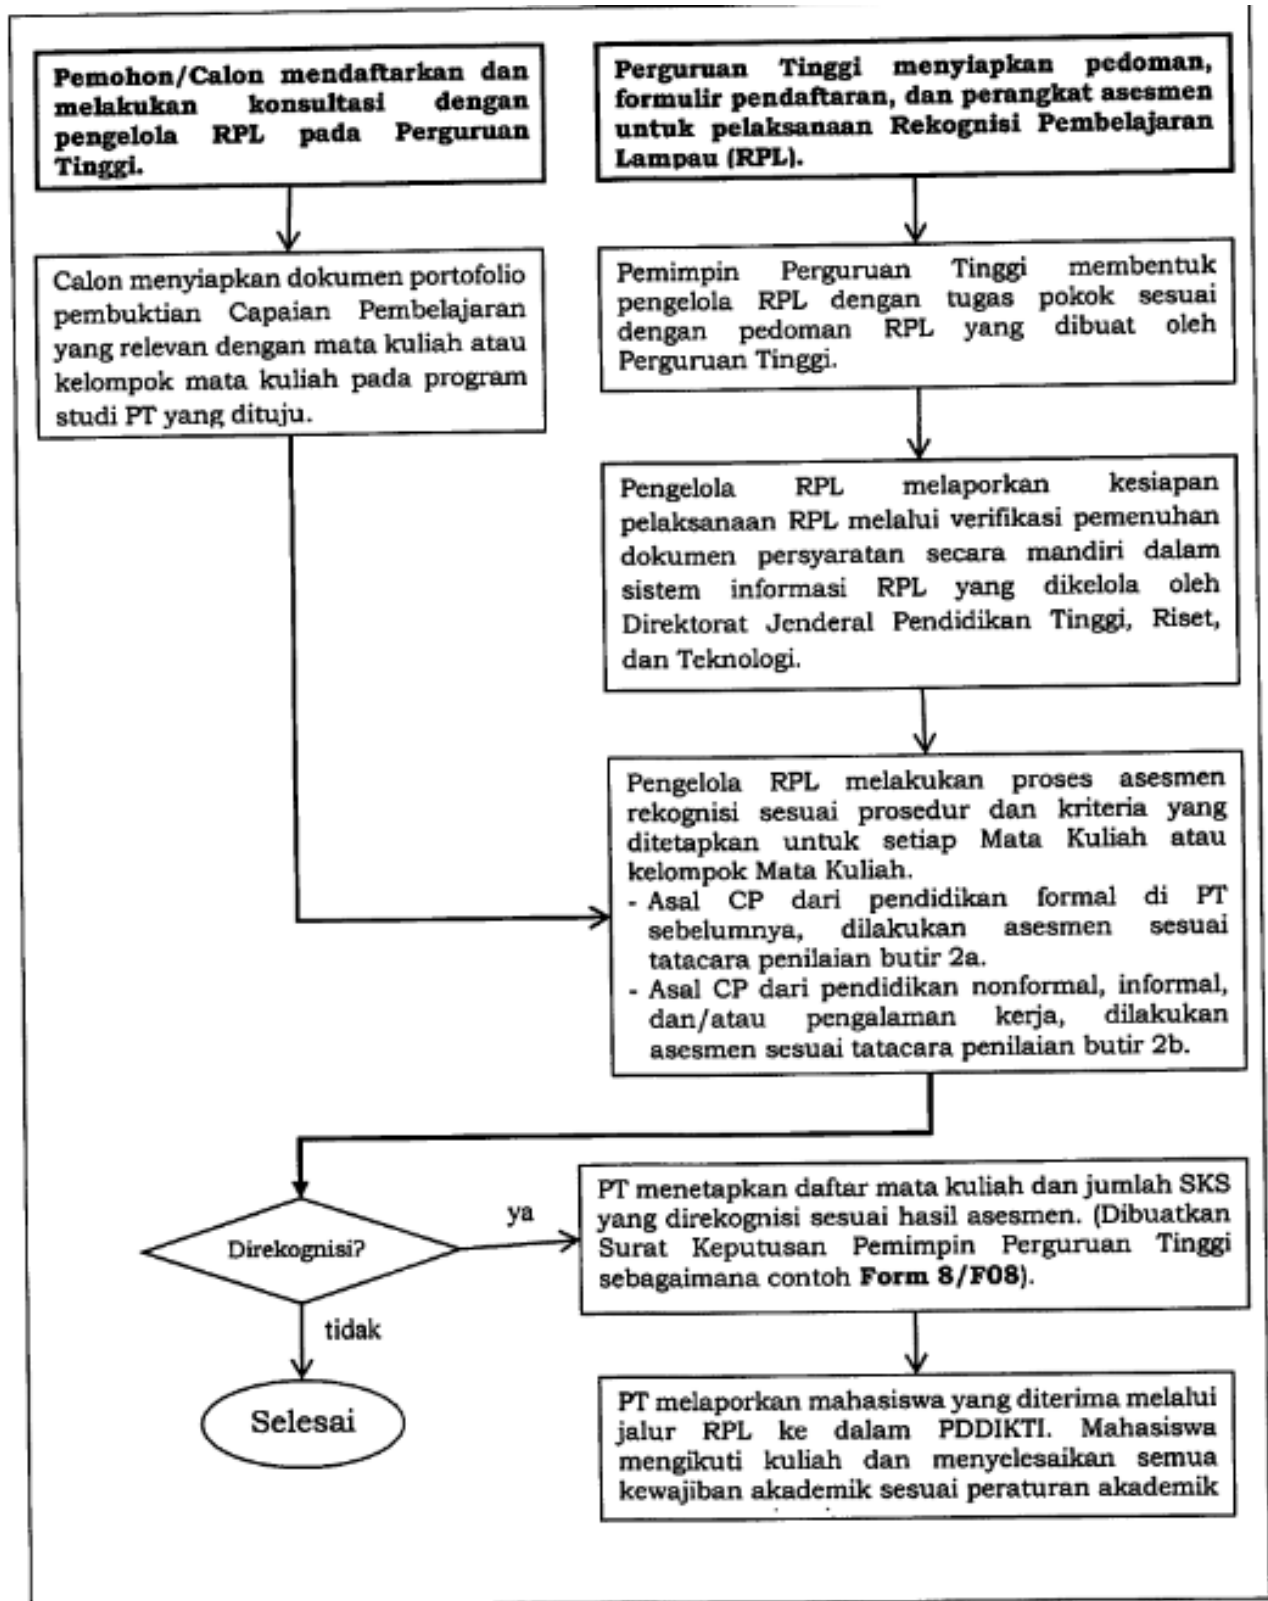 Pemohon/Calon mendaftarkan dan
melakukan konsultasi dengan
pengelola RPL pada Perguruan
Tinggi.
Perguruan Tinggi menyiapkan pedoman,
formulir pendaftaran, dan perangkat asesmen
untuk pelaksanaan Rekognisi Pembelajaran
Lampau (RPL).
Calon menyiapkan dokumen portofolio
pembuktian Capaian Pembelajaran
yang relevan dengan mata kuliah atau
kelompok mata kuliah pada program
studi PT yang dituju.
Pemimpin Perguruan Tinggi membentuk
pengelola RPL dengan tugas pokok sesuai
dengan pedoman RPL yang dibuat oleh
Perguruan Tinggi.
Pengelola RPL melaporkan kesiapan
pelaksanaan RPL melalui verifikasi pemenuhan
dokumen persyaratan secara mandiri dalam
sistem informasi RPL yang dikelola oleh
Direktorat Jenderal Pendidikan Tinggi, Riset,
dan Teknologi.
Pengelola RPL melakukan proses asesmen
rekognisi sesuai prosedur dan kriteria yang
ditetapkan untuk setiap Mata Kuliah atau
kelompok Mata Kuliah.
- Asal CP dari pendidikan formal di PT
sebelumnya, dilakukan asesmen sesuai
tatacara penilaian butir 2a.
- Asal CP dari pendidikan nonformal, informal,
dan/atau pengalaman kerja, dilakukan
asesmen sesuai tatacara penilaian butir 2b.
Direkognisi?
ya
PT menetapkan daftar mata kuliah dan jumlah SKS
yang direkognisi sesuai hasil asesmen. (Dibuatkan
Surat Keputusan Pemimpin Perguruan Tinggi
sebagaimana contoh Form 8/F08).
tidak
Selesai
PT melaporkan mahasiswa yang diterima melalui
jalur RPL ke dalam PDDIKTI. Mahasiswa
mengikuti kuliah dan menyelesaikan semua
kewajiban akademik sesuai peraturan akademik